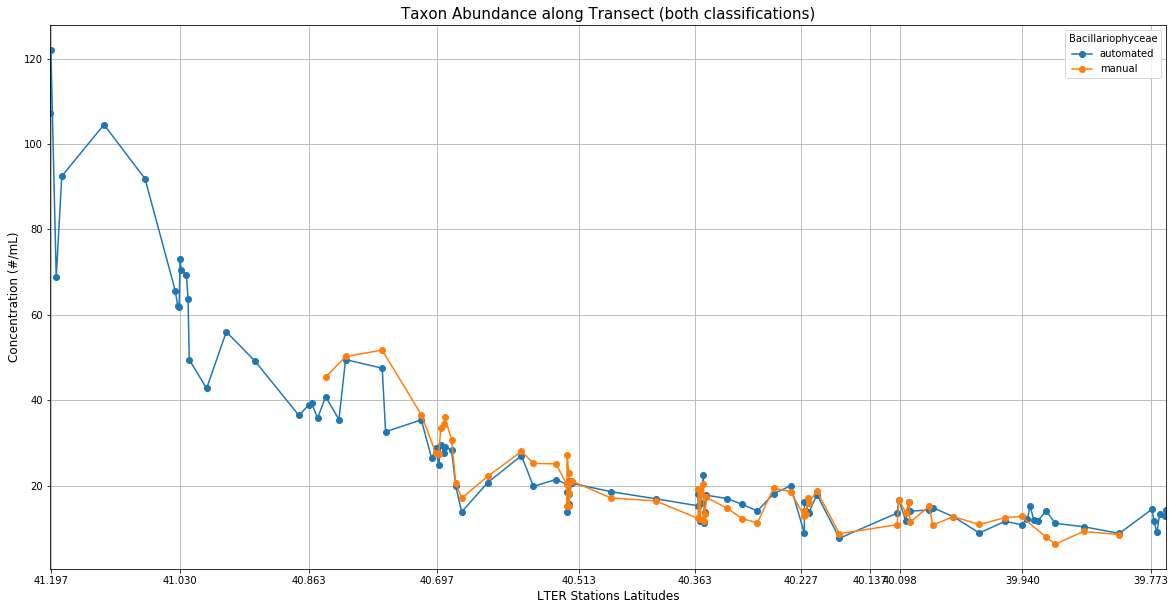 Taxon Abundance along Transect (both classifications)
Bacillariophyceae
automated
manual
Concentration (#/mL)
120
100
80
60
40
20
41.197 41.030 40.863 40.697 40.513 40.363 40.227 40.137 40.098 39.940 39.773
LTER Stations Latitudes